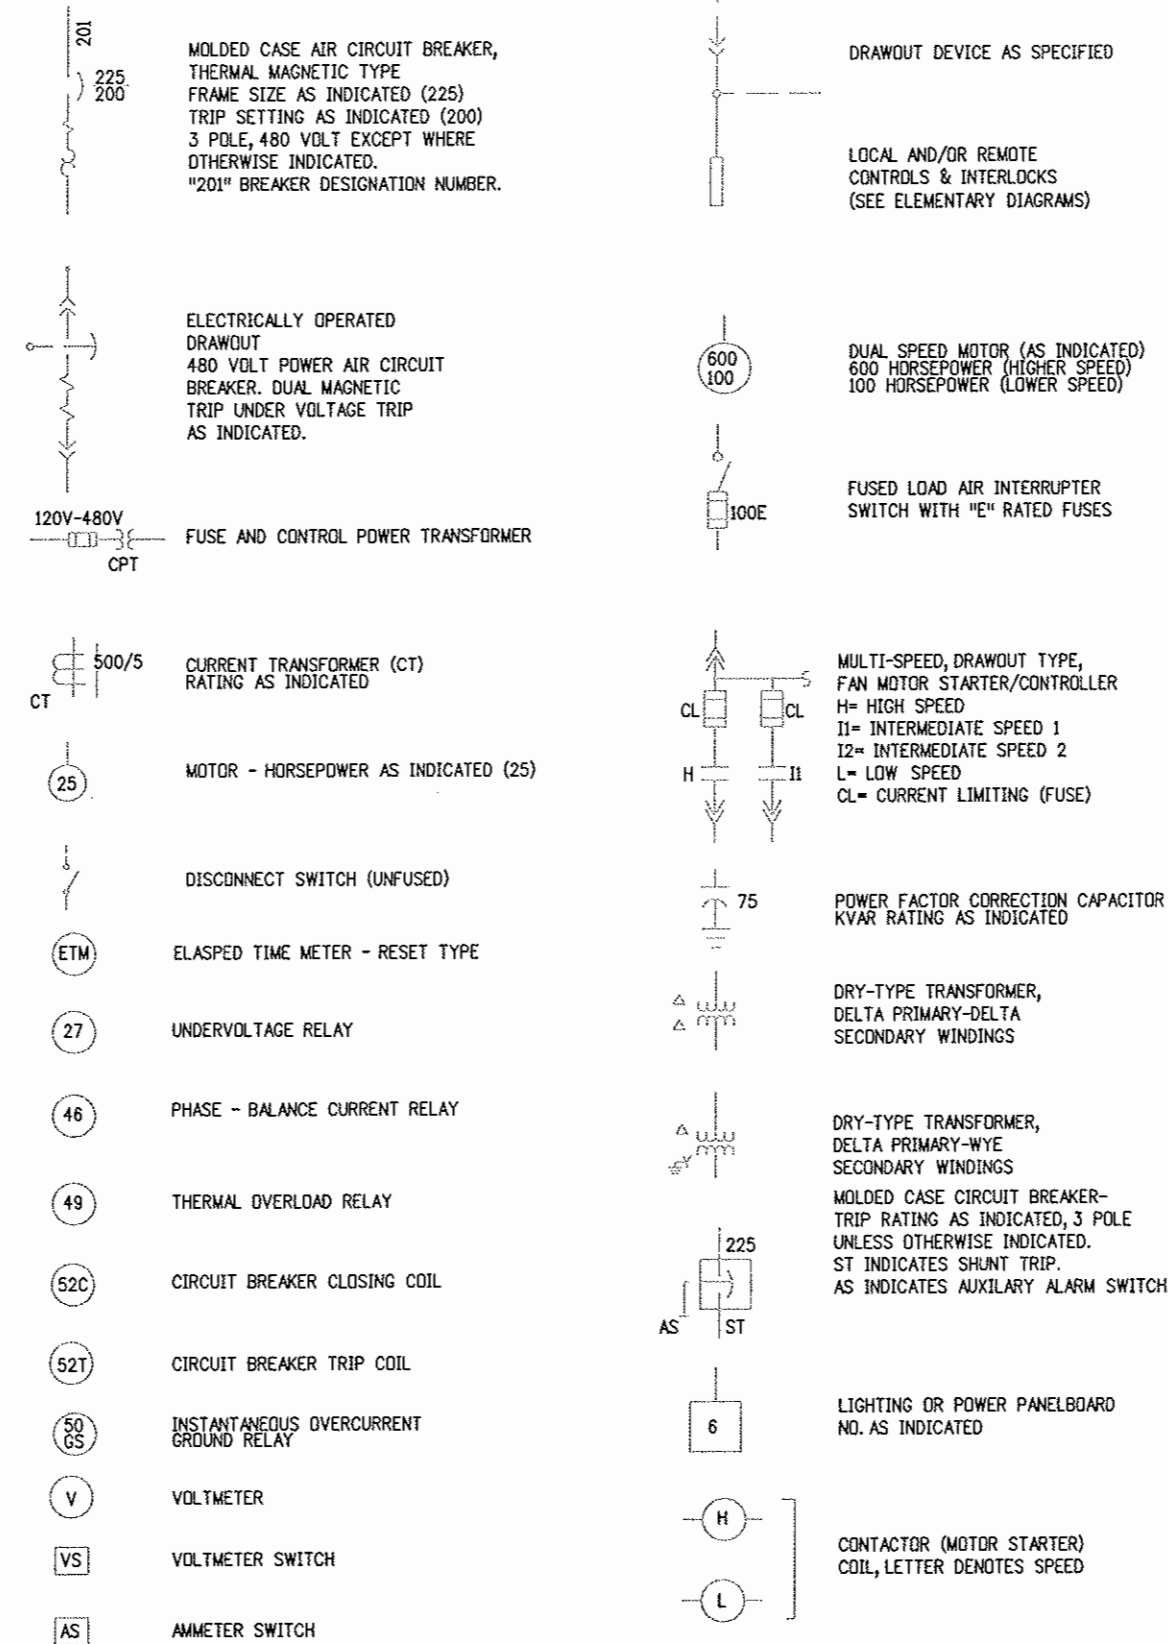 201
225
200
MOLDED CASE AIR CIRCUIT BREAKER,
THERMAL MAGNETIC TYPE
FRAME SIZE AS INDICATED (225)
TRIP SETTING AS INDICATED (200)
3 POLE, 480 VOLT EXCEPT WHERE
OTHERWISE INDICATED.
"201" BREAKER DESIGNATION NUMBER.
ELECTRICALLY OPERATED
DRAWOUT
480 VOLT POWER AIR CIRCUIT
BREAKER. DUAL MAGNETIC
TRIP UNDER VOLTAGE TRIP
AS INDICATED.
120V-480V
CPT
FUSE AND CONTROL POWER TRANSFORMER
500/5
CT
CURRENT TRANSFORMER (CT)
RATING AS INDICATED
25
MOTOR - HORSEPOWER AS INDICATED (25)
DISCONNECT SWITCH (UNFUSED)
ETM
ELASPED TIME METER - RESET TYPE
27
UNDERVOLTAGE RELAY
46
PHASE - BALANCE CURRENT RELAY
49
THERMAL OVERLOAD RELAY
52C
CIRCUIT BREAKER CLOSING COIL
52T
CIRCUIT BREAKER TRIP COIL
50
GS
INSTANTANEOUS OVERCURRENT
GROUND RELAY
V
VOLTMETER
VS
VOLTMETER SWITCH
AS
AMMETER SWITCH
DRAWOUT DEVICE AS SPECIFIED
LOCAL AND/OR REMOTE
CONTROLS & INTERLOCKS
(SEE ELEMENTARY DIAGRAMS)
600
100
DUAL SPEED MOTOR (AS INDICATED)
600 HORSEPOWER (HIGHER SPEED)
100 HORSEPOWER (LOWER SPEED)
100E
FUSED LOAD AIR INTERRUPTER
SWITCH WITH "E" RATED FUSES
CL
CL
H
I1
MULTI-SPEED, DRAWOUT TYPE,
FAN MOTOR STARTER/CONTROLLER
H= HIGH SPEED
I1= INTERMEDIATE SPEED 1
I2= INTERMEDIATE SPEED 2
L= LOW SPEED
CL= CURRENT LIMITING (FUSE)
75
POWER FACTOR CORRECTION CAPACITOR
KVAR RATING AS INDICATED
DRY-TYPE TRANSFORMER,
DELTA PRIMARY-DELTA
SECONDARY WINDINGS
DRY-TYPE TRANSFORMER,
DELTA PRIMARY-WYE
SECONDARY WINDINGS
225
AS
ST
MOLDED CASE CIRCUIT BREAKER-
TRIP RATING AS INDICATED, 3 POLE
UNLESS OTHERWISE INDICATED.
ST INDICATES SHUNT TRIP.
AS INDICATES AUXILARY ALARM SWITCH
6
LIGHTING OR POWER PANELBOARD
NO. AS INDICATED
H
L
CONTACTOR (MOTOR STARTER)
COIL, LETTER DENOTES SPEED